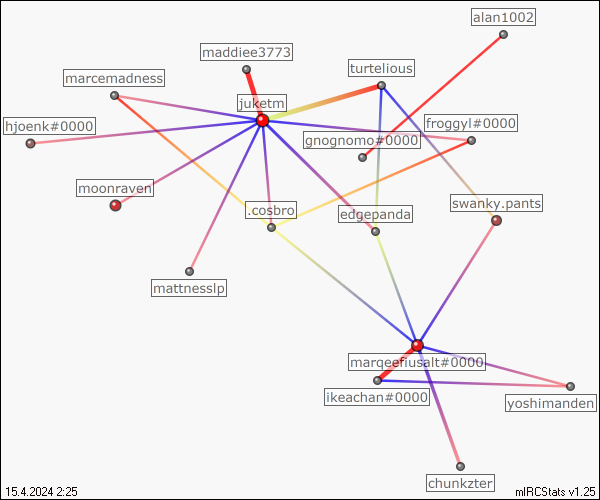 alan1002
maddiee3773
turtelious
marcemadness
juketm
hjoenk#0000
froggyl#0000
gnognomo#0000
moonraven
swanky.pants
.cosbro
edgepanda
mattnesslp
margeefiusalt#0000
ikeachan#0000
yoshimanden
chunkzter
15.4.2024 2:25
mIRCStats v1.25